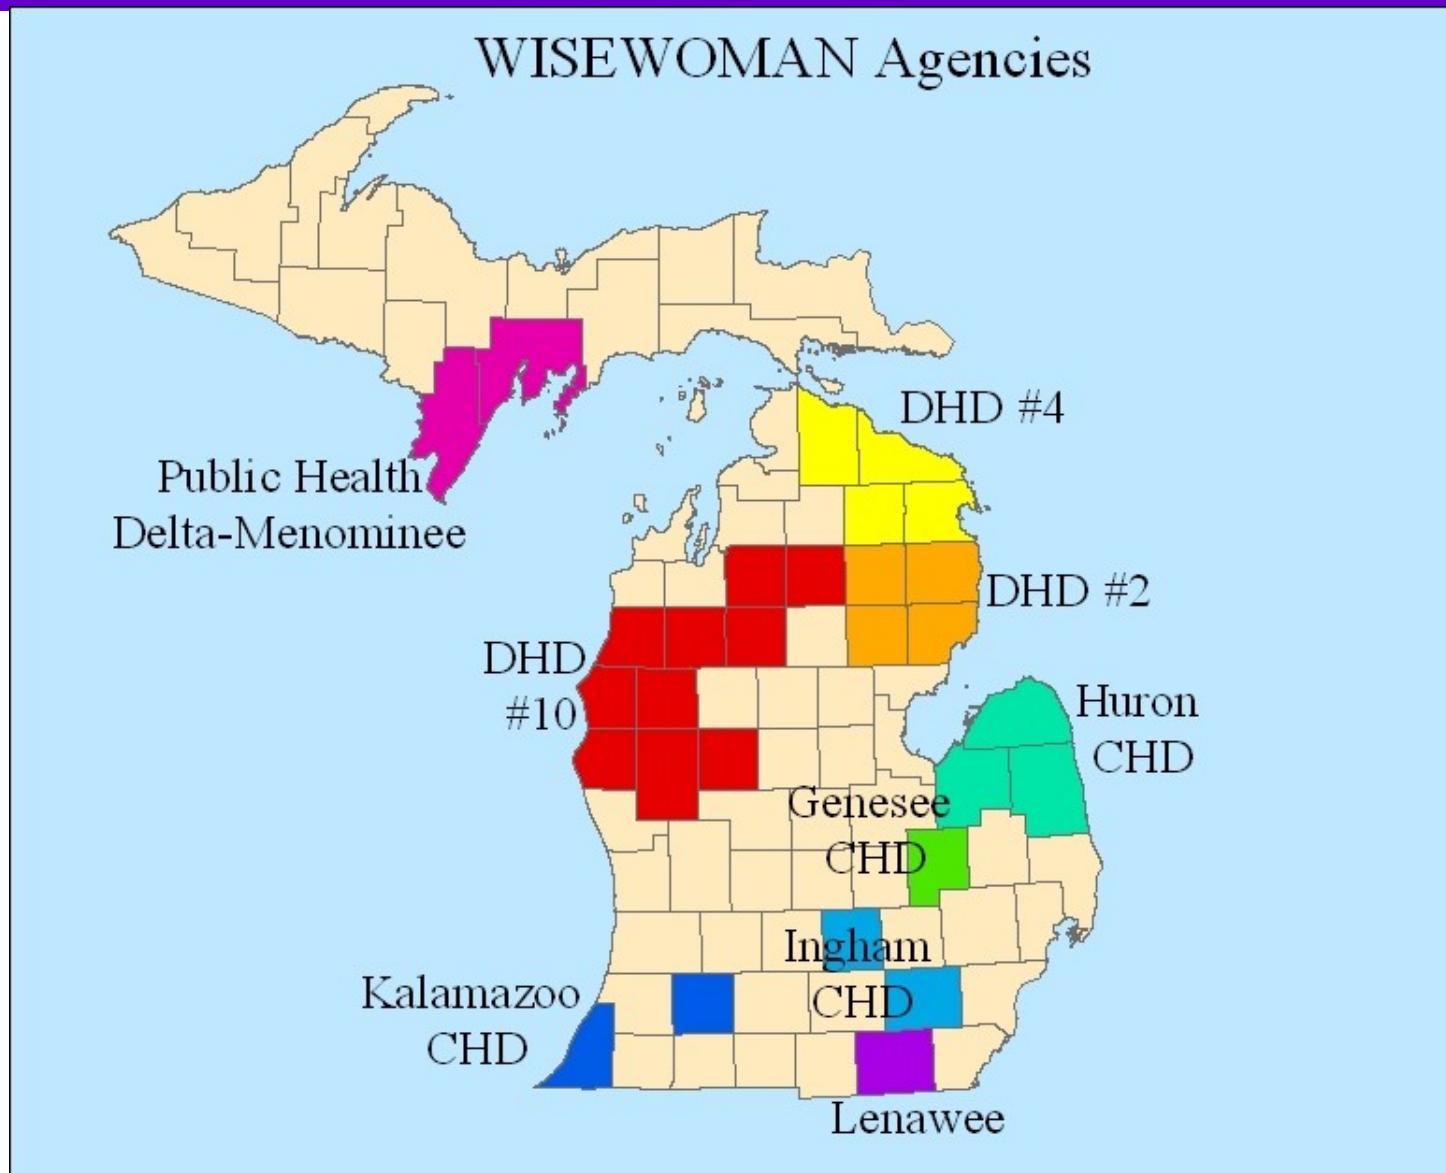 WISEWOMAN Agencies
DHD #4
Public Health
Delta-Menominee
DHD #2
DHD
#10
Huron
CHD
Genesee
CHD
Ingham
CHD
Kalamazoo
CHD
Lenawee